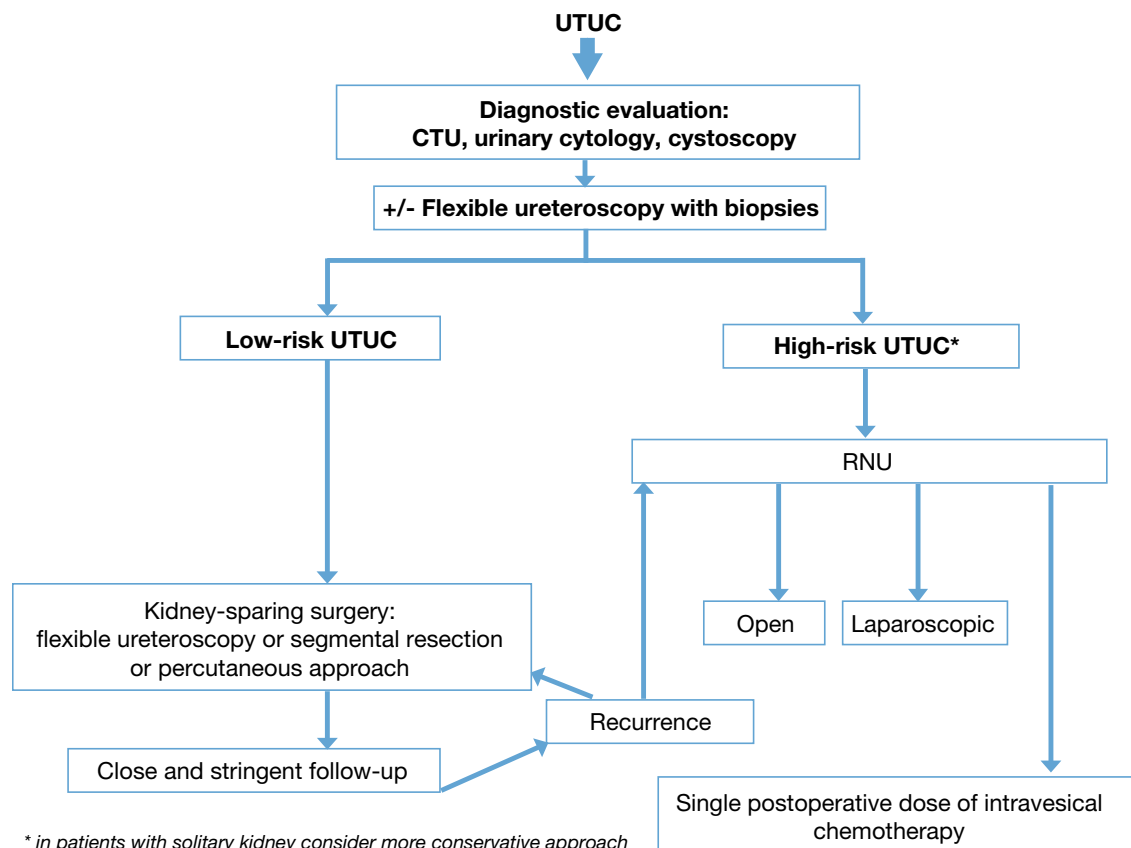 UTUC
Diagnostic evaluation:
CTU, urinary cytology, cystoscopy
+/- Flexible ureteroscopy with biopsies
Low-risk UTUC
High-risk UTUC*
RNU
Open
Laparoscopic
Kidney-sparing surgery:
flexible ureteroscopy or segmental resection
or percutaneous approach
Recurrence
Close and stringent follow-up
Single postoperative dose of intravesical
chemotherapy
* in patients with solitary kidney consider more conservative approach